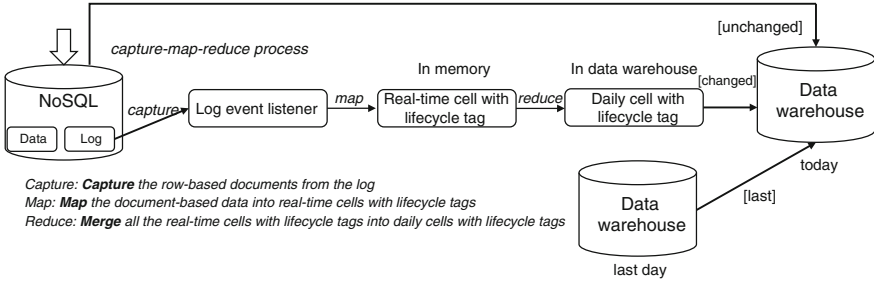 [unchanged]
capture-map-reduce process
In memory
In data warehouse
[changed]
NoSQL
capture
map
reduce
Data
Log
Log event listener
Real-time cell with
lifecycle tag
Daily cell with
lifecycle tag
Data
warehouse
today
Capture: Capture the row-based documents from the log
Map: Map the document-based data into real-time cells with lifecycle tags
Reduce: Merge all the real-time cells with lifecycle tags into daily cells with lifecycle tags
Data
warehouse
[last]
last day